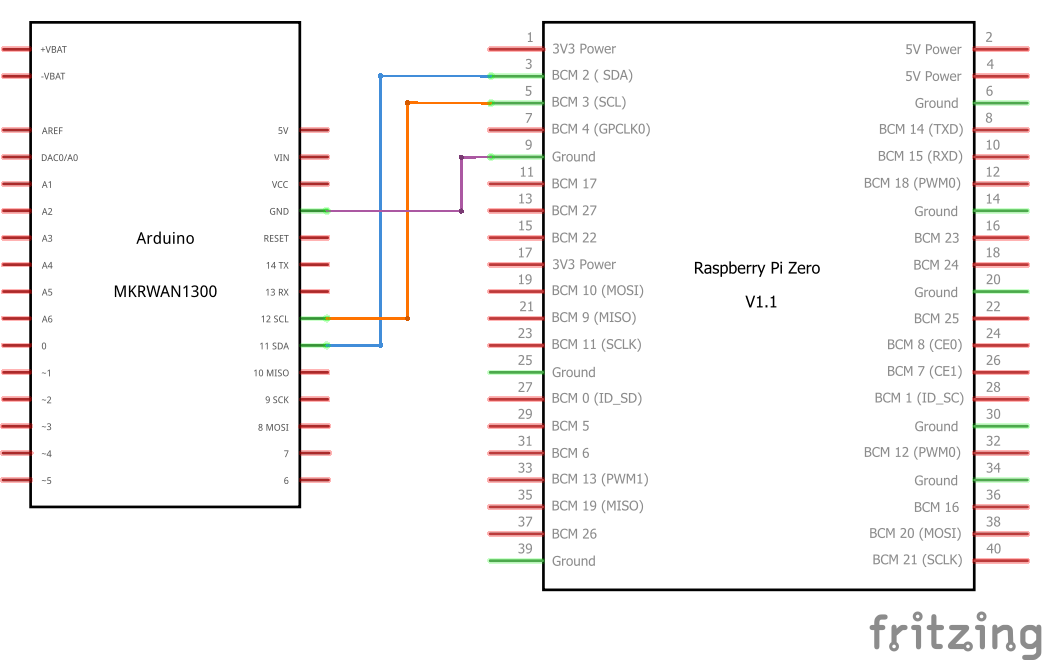 +VBAT
-VBAT
AREF
DAC0/A0
A1
A2
A3
A4
A5
A6
0
~1
~2
~3
~4
~5
Arduino
MKRWAN1300
5V
VIN
VCC
GND
RESET
14 TX
13 RX
12 SCL
11 SDA
10 MISO
9 SCK
8 MOSI
7
6
1
3V3 Power
3
BCM 2 ( SDA)
5
BCM 3 (SCL)
7
BCM 4 (GPCLK0)
9
Ground
11
BCM 17
13
BCM 27
15
BCM 22
17
3V3 Power
19
BCM 10 (MOSI)
21
BCM 9 (MISO)
23
BCM 11 (SCLK)
25
Ground
27
BCM 0 (ID_SD)
29
BCM 5
31
BCM 6
33
BCM 13 (PWM1)
35
BCM 19 (MISO)
37
BCM 26
39
Ground
Raspberry Pi Zero
V1.1
2
5V Power
4
5V Power
6
Ground
8
BCM 14 (TXD)
10
BCM 15 (RXD)
12
BCM 18 (PWM0)
14
Ground
16
BCM 23
18
BCM 24
20
Ground
22
BCM 25
24
BCM 8 (CE0)
26
BCM 7 (CE1)
28
BCM 1 (ID_SC)
30
Ground
32
BCM 12 (PWM0)
34
Ground
36
BCM 16
38
BCM 20 (MOSI)
40
BCM 21 (SCLK)
fritzing